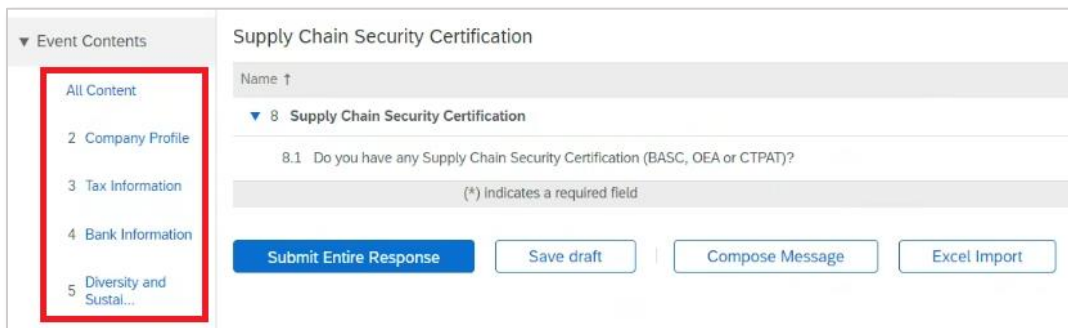 ▼ Event Contents
All Content
2 Company Profile
3 Tax Information
4 Bank Information
5 Diversity and
Sustai...
Supply Chain Security Certification
Name ↑
▼ 8 Supply Chain Security Certification
8.1 Do you have any Supply Chain Security Certification (BASC, OEA or CTPAT)?
(*) indicates a required field
Submit Entire Response Save draft Compose Message Excel Import